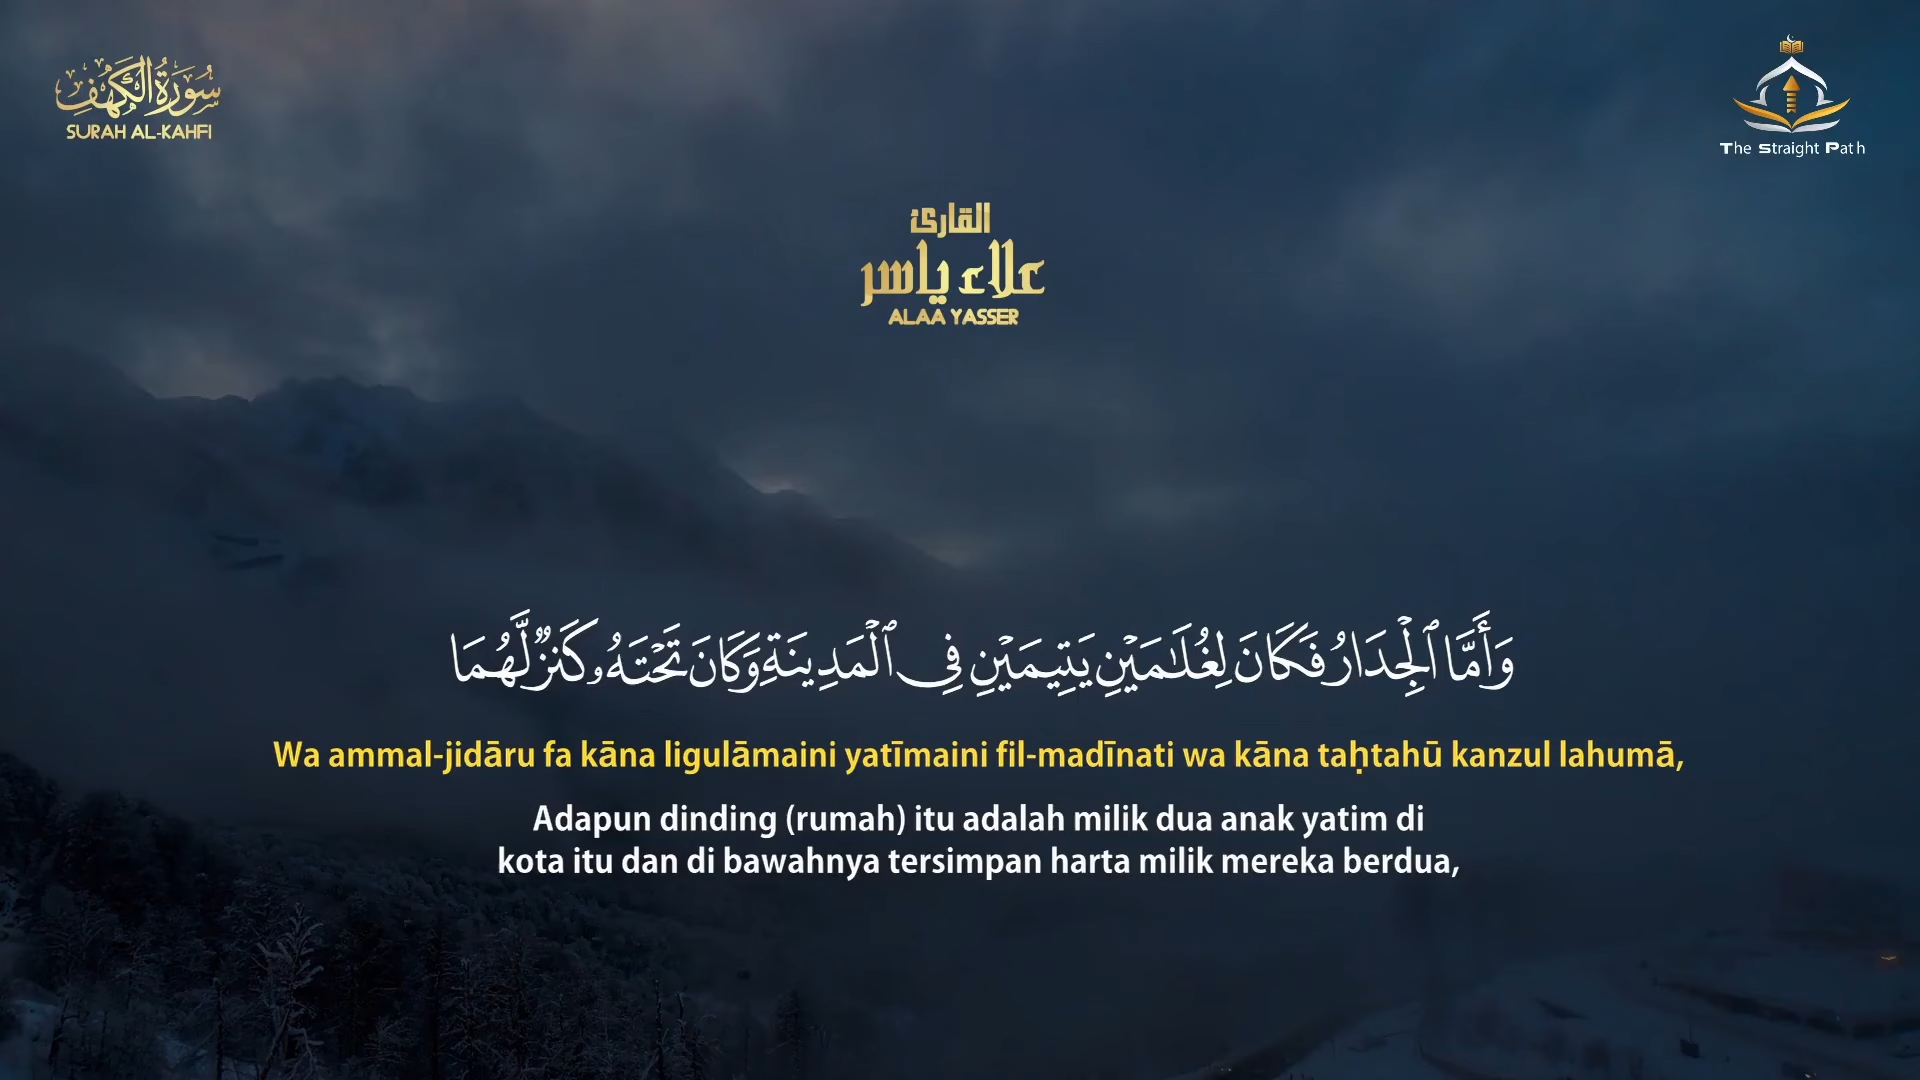 سُورَةُ الكَهْفِ
SURAH AL-KAHFI
The Straight Path
القارئ
علاء ياسر
ALAA YASSER
وَأَمَّا ٱلْجِدَارُ فَكَانَ لِغُلَـٰمَيْنِ يَتِيمَيْنِ فِى ٱلْمَدِينَةِ وَكَانَ تَحْتَهُۥ كَنزٌ لَّهُمَا
Wa ammal-jidāru fa kāna ligulāmaini yatīmaini fil-madīnati wa kāna taḥtahū kanzul lahumā,
Adapun dinding (rumah) itu adalah milik dua anak yatim di
kota itu dan di bawahnya tersimpan harta milik mereka berdua,